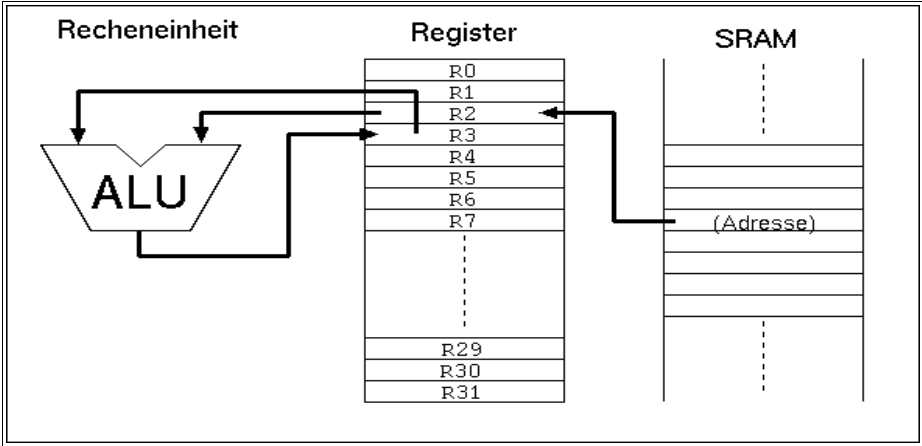 Recheneinheit
Register
SRAM
R0
R1
R2
R3
R4
R5
R6
R7
R29
R30
R31
ALU
(Adresse)